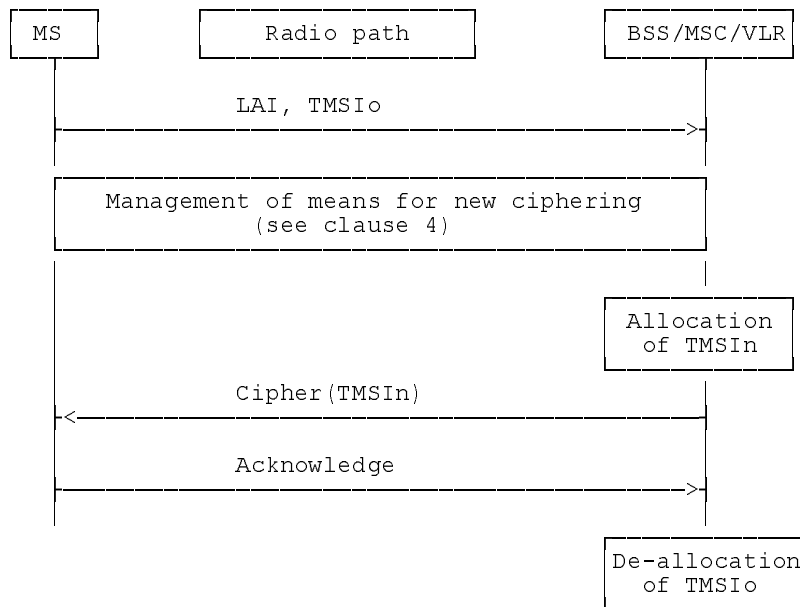 MS Radio path BSS/MSC/VLR
LAI, TMSIo
Management of means for new ciphering
(see clause 4)
Allocation
of TMSIn
Cipher(TMSIn)
Acknowledge
De-allocation
of TMSIo